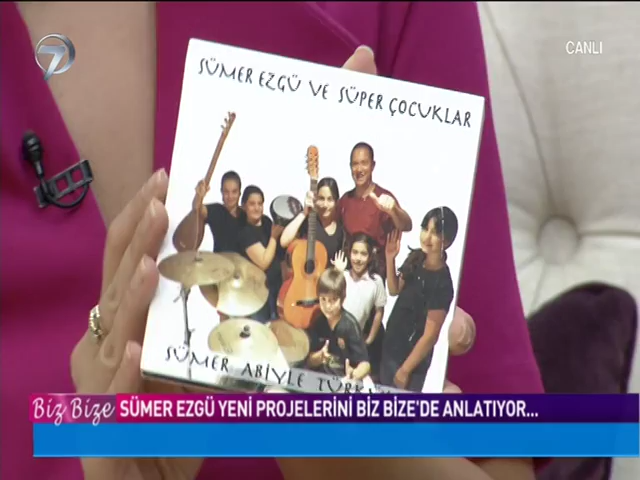 7
CANLI
SÜMER EZGÜ VE SÜPER ÇOCUKLAR
SÜMER ABİYLE
Biz Bize SÜMER EZGÜ YENİ PROJELERİNİ BİZ BİZE'DE ANLATIYOR...